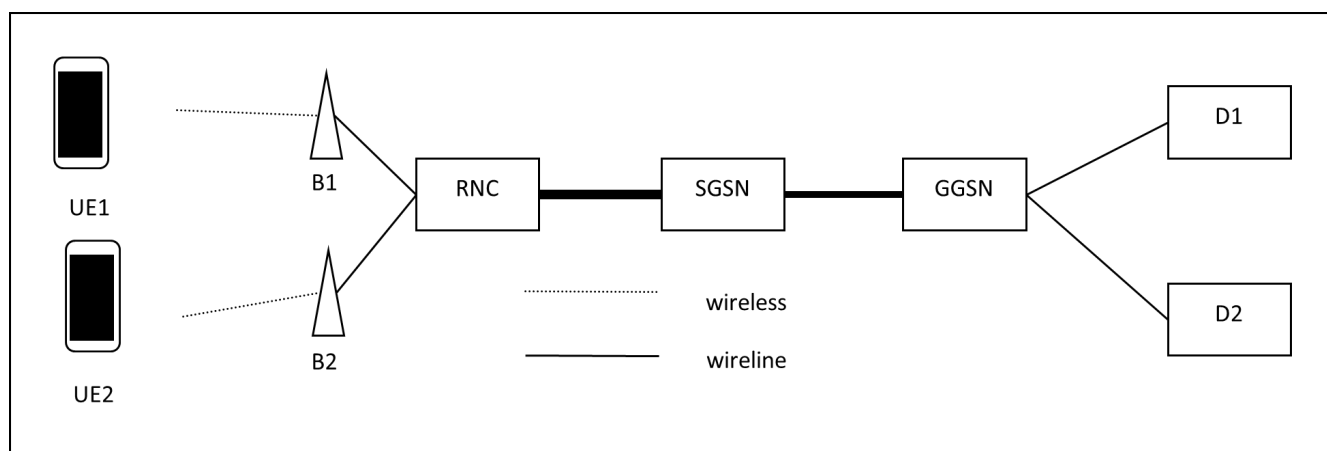 UE1
B1
RNC
SGSN
GGSN
D1
UE2
B2
wireless
wireline
D2